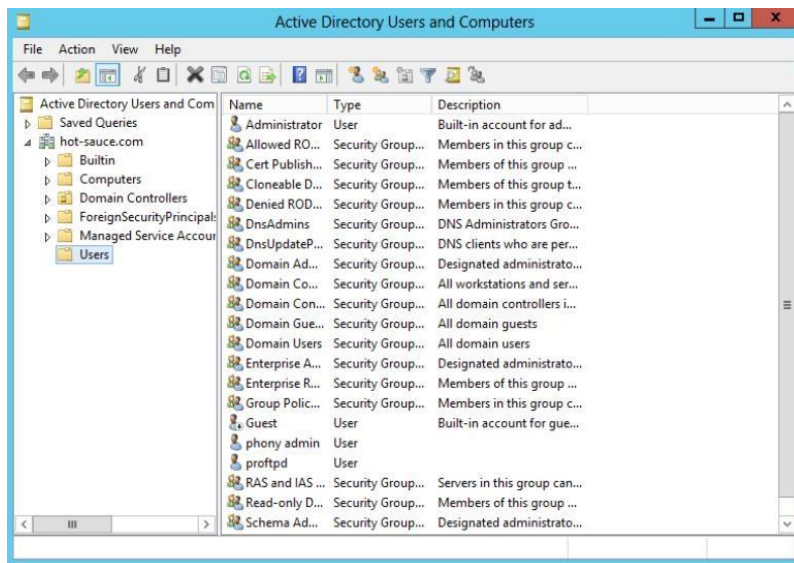 Active Directory Users and Computers
File Action View Help
Active Directory Users and Com
Saved Queries
hot-sauce.com
Builtin
Computers
Domain Controllers
ForeignSecurityPrincipals
Managed Service Accour
Users
Name Type Description
Administrator User Built-in account for ad...
Allowed RO... Security Group... Members in this group c...
Cert Publish... Security Group... Members of this group ...
Cloneable D... Security Group... Members of this group t...
Denied ROD... Security Group... Members in this group c...
DnsAdmins Security Group... DNS Administrators Gro...
DnsUpdateP... Security Group... DNS clients who are per...
Domain Ad... Security Group... Designated administrato...
Domain Co... Security Group... All workstations and ser...
Domain Con... Security Group... All domain controllers i...
Domain Gue... Security Group... All domain guests
Domain Users Security Group... All domain users
Enterprise A... Security Group... Designated administrato...
Enterprise R... Security Group... Members of this group ...
Group Polic... Security Group... Members in this group c...
Guest User Built-in account for gue...
phony admin User
proftpd User
RAS and IAS ... Security Group... Servers in this group can...
Read-only D... Security Group... Members of this group ...
Schema Ad... Security Group... Designated administrato...